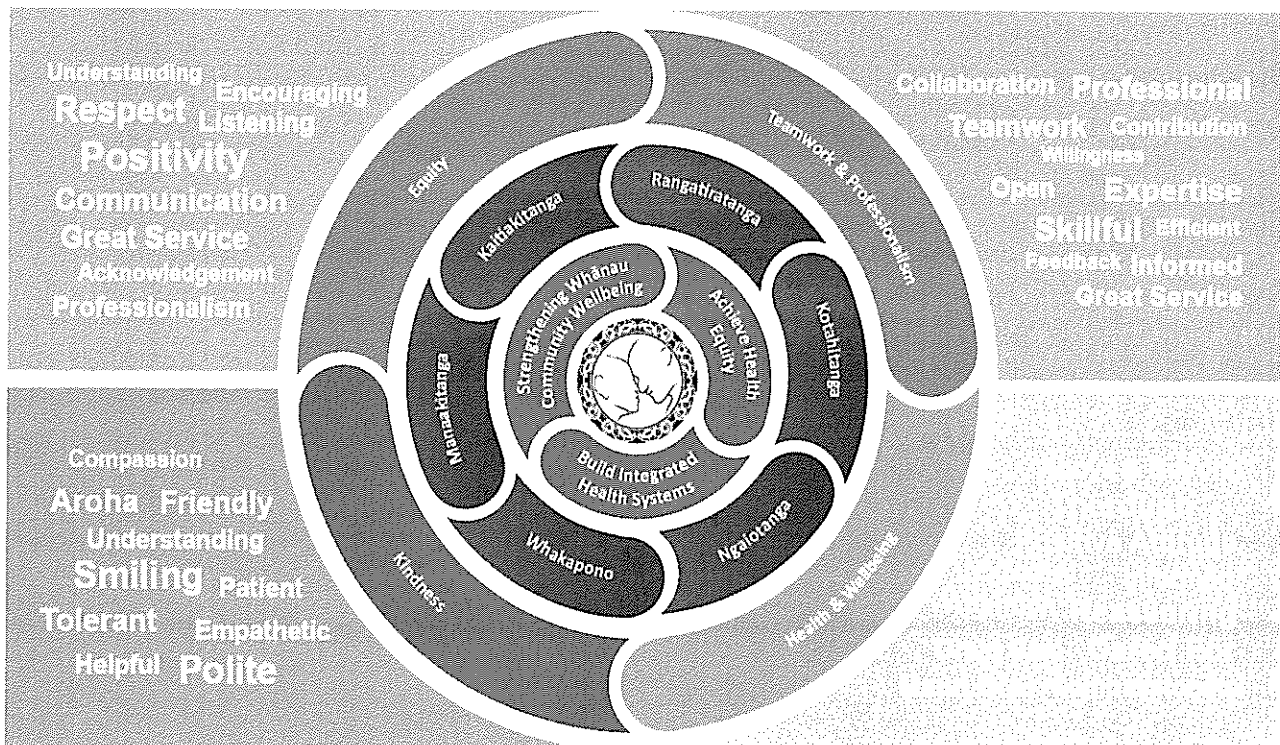 Understanding
Encouraging
Respect
Listening
Positivity
Communication
Great Service
Acknowledgement
Professionalism
Collaboration Professional
Teamwork Contribution
Willingness
Open Expertise
Skillful Efficient
Feedback Informed
Great Service
Compassion
Aroha Friendly
Understanding
Smiling Patient
Tolerant Empathetic
Helpful Polite
Equity
Teamwork & Professionalism
Health & Wellbeing
Kindness
Kaitiakitanga
Rangatiratanga
Kotahitanga
Ngaiotanga
Whakapono
Manaakitanga
Strengthening Whānau
Community Wellbeing
Achieve Health
Equity
Build Integrated
Health Systems